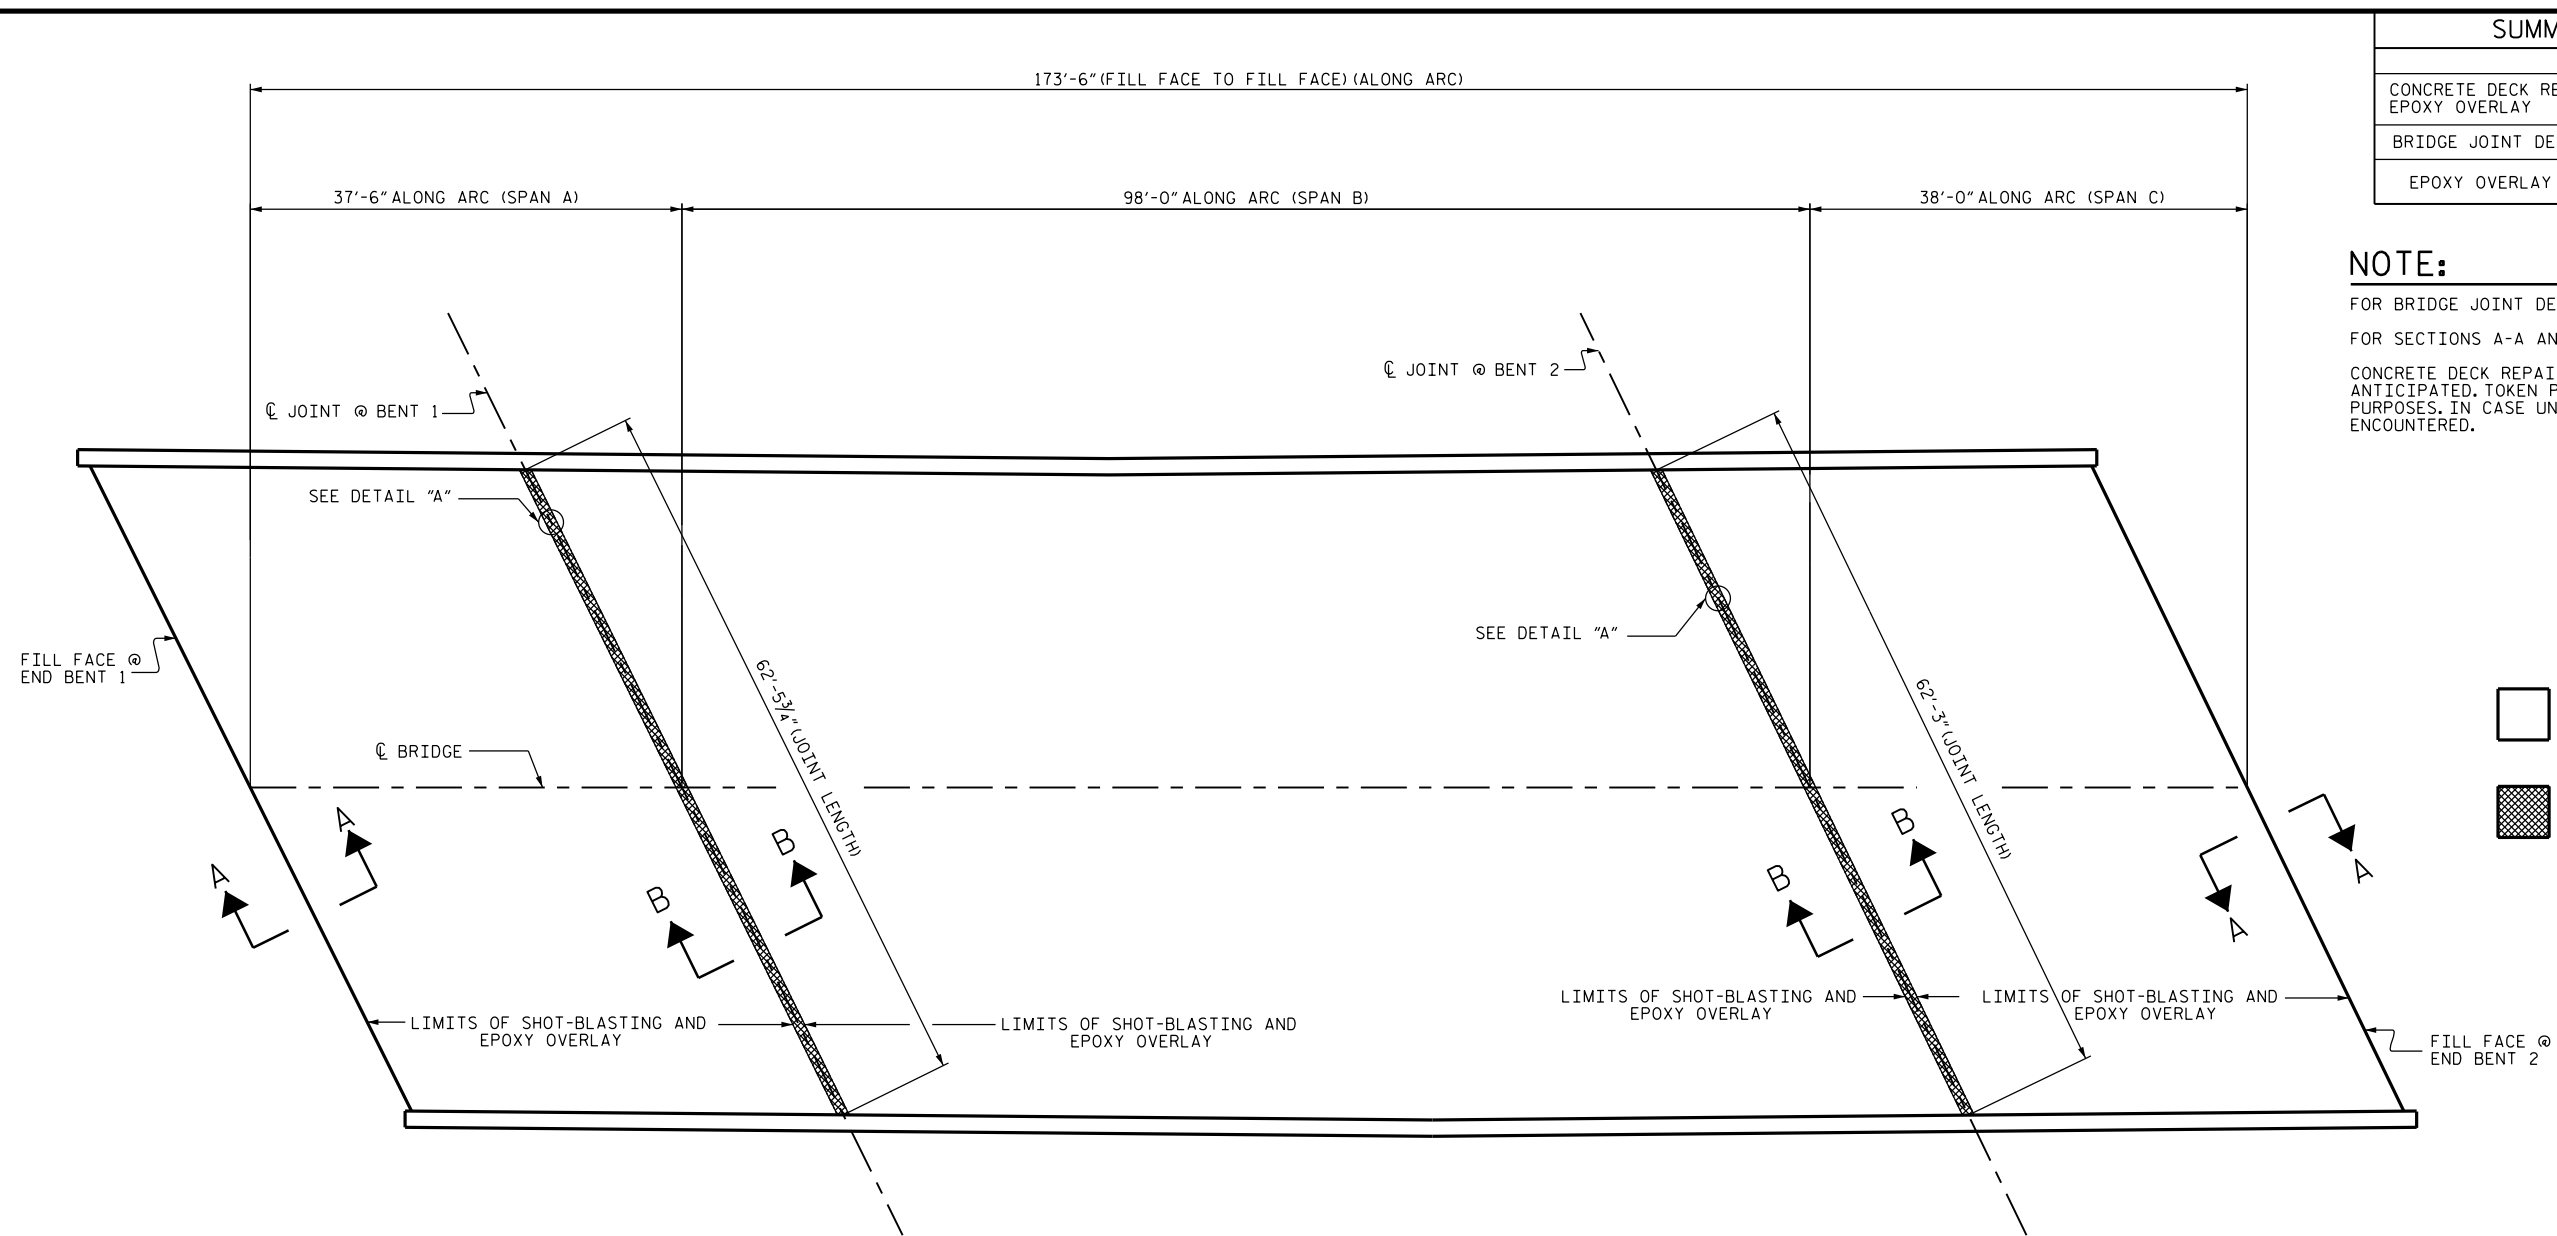 SUMM
CONCRETE DECK RE
EPOXY OVERLAY
BRIDGE JOINT DE
EPOXY OVERLAY
173'-6" (FILL FACE TO FILL FACE) (ALONG ARC)
37'-6" ALONG ARC (SPAN A)
98'-0" ALONG ARC (SPAN B)
38'-0" ALONG ARC (SPAN C)
NOTE:
FOR BRIDGE JOINT DE
FOR SECTIONS A-A AN
CONCRETE DECK REPAI
ANTICIPATED. TOKEN P
PURPOSES. IN CASE UN
ENCOUNTERED.
℄ JOINT @ BENT 1
℄ JOINT @ BENT 2
SEE DETAIL "A"
SEE DETAIL "A"
FILL FACE @
END BENT 1
62'-5¾" (JOINT LENGTH)
62'-3" (JOINT LENGTH)
℄ BRIDGE
A
A
B
B
B
B
A
A
LIMITS OF SHOT-BLASTING AND
EPOXY OVERLAY
LIMITS OF SHOT-BLASTING AND
EPOXY OVERLAY
LIMITS OF SHOT-BLASTING AND
EPOXY OVERLAY
LIMITS OF SHOT-BLASTING AND
EPOXY OVERLAY
FILL FACE @
END BENT 2